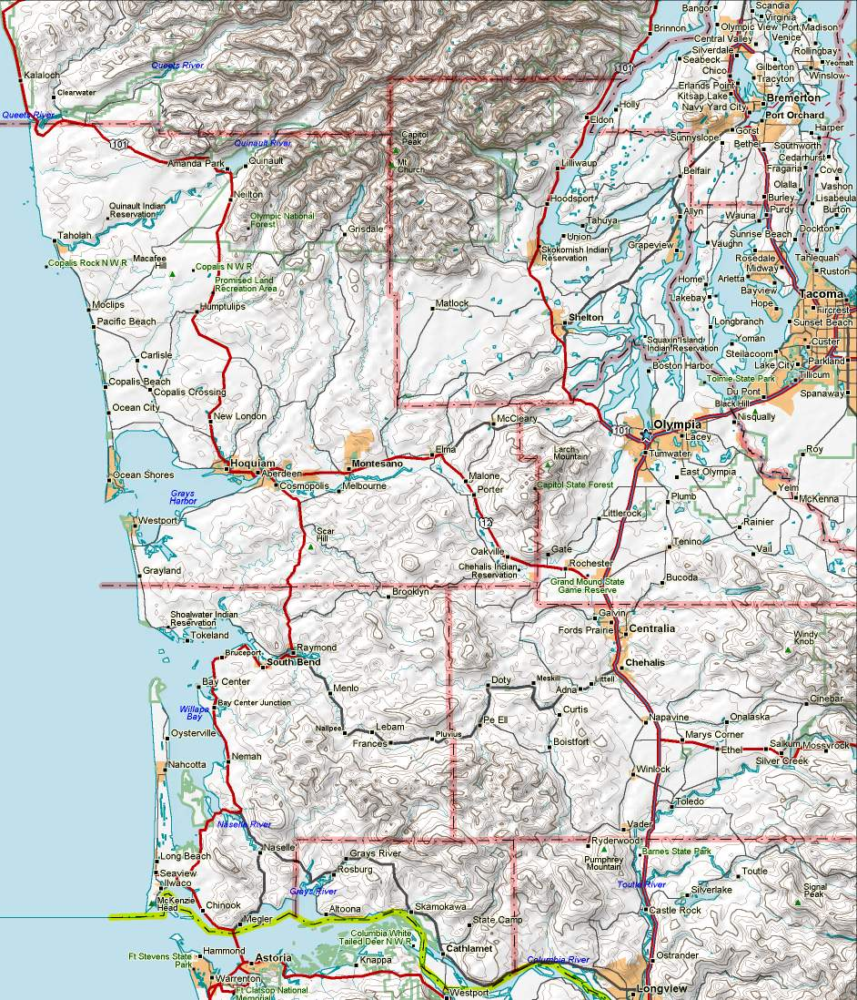 Bangor
Scandia
Virginia
Brinnon
Olympic View
Port Madison
Central Valley
Venice
Silverdale
Rollingbay
Seabeck
Queets River
Gilberton
Yeomalt
Kalaloch
101
Chico
Tracyton
Winslow
Clearwater
Erlands Point
Kitsap Lake
Bremerton
Holly
Navy Yard City
Queets River
Eldon
Port Orchard
Harper
Capitol
Peak
Gorst
Sunnyslope
101
Quinault River
Bethel
Southworth
Cedarhurst
Amanda Park
Quinault
Mt
Church
Lilliwaup
Belfair
Fragaria
Cove
Olalla
Vashon
Neilton
Hoodsport
Burley
Lisabeula
Quinault Indian
Reservation
Allyn
Purdy
Burton
Olympic National
Forest
Tahuya
Wauna
Grisdale
Dockton
Taholah
Union
Sunrise Beach
Grapeview
Vaughn
Skokomish Indian
Reservation
Tahlequah
Macafee
Hill
Copalis Rock N W R
Copalis N W R
Rosedale
Midway
Ruston
Promised Land
Recreation Area
Home
Arletta
Bayview
Tacoma
Moclips
Humptulips
Matlock
Lakebay
Hope
Fircrest
Pacific Beach
Shelton
Longbranch
Sunset Beach
Squaxin Island
Indian Reservation
Yoman
Custer
Carlisle
Steilacoom
Parkland
Boston Harbor
Lake City
Tillicum
Copalis Beach
Tolmie State Park
Copalis Crossing
Du Pont
Spanaway
Black Hill
Ocean City
New London
McCleary
Nisqually
101
Olympia
Lacey
Elma
Larch
Mountain
Tumwater
Roy
Hoquiam
Montesano
Ocean Shores
Aberdeen
Malone
East Olympia
Cosmopolis
Melbourne
Porter
Capitol State Forest
Yelm
Grays
Harbor
Plumb
McKenna
Westport
12
Littlerock
Rainier
Scar
Hill
Tenino
Oakville
Gate
Vail
Grayland
Chehalis Indian
Reservation
Rochester
Bucoda
Grand Mound State
Game Reserve
Brooklyn
Shoalwater Indian
Reservation
Galvin
Fords Prairie
Centralia
Tokeland
Windy
Knob
Bruceport
Raymond
South Bend
Chehalis
Bay Center
Menlo
Doty
Meskill
Littell
Adna
Bay Center Junction
Cinebar
Willapa
Bay
Curtis
Napavine
Onalaska
Oysterville
Nallpee
Lebam
Pe Ell
Marys Corner
Frances
Pluvius
Boistfort
Ethel
Salkum
Mossyrock
Nemah
Silver Creek
Nahcotta
Winlock
Toledo
Naselle River
Vader
Naselle
Ryderwood
Long Beach
Grays River
Pumphrey
Mountain
Barnes State Park
Seaview
Rosburg
Toutle
Ilwaco
Grays River
Toutle River
Silverlake
Signal
Peak
McKenzie
Head
Chinook
Altoona
Skamokawa
Castle Rock
Megler
State Camp
Columbia White
Tailed Deer N W R
Hammond
Cathlamet
Ft Stevens State
Park
Astoria
Knappa
Columbia River
Ostrander
Warrenton
Ft Clatsop National
Memorial
Westport
Longview